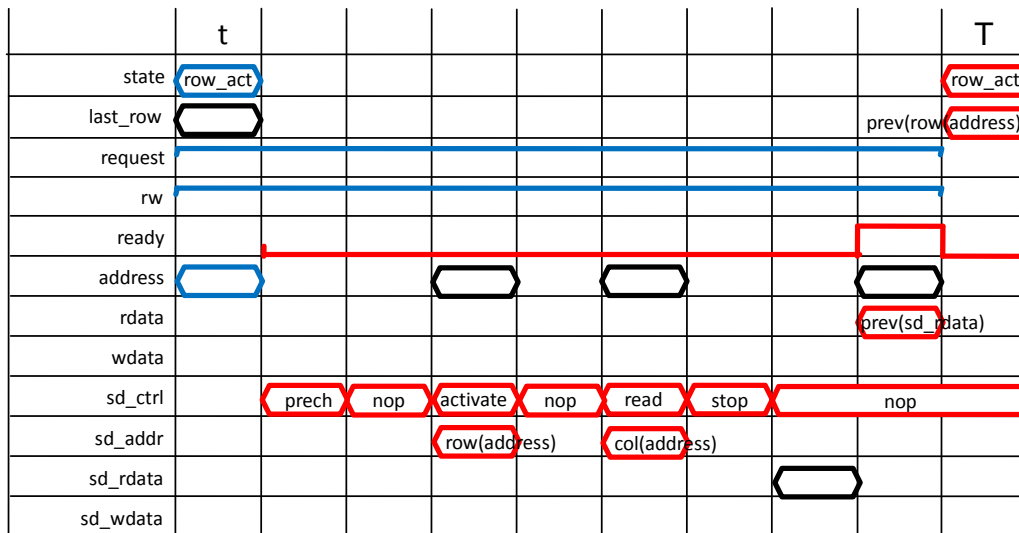 t T
state row_act row_act
last_row prev(row(address)
request
rw
ready
address
rdata prev(sd_rdata)
wdata
sd_ctrl prech nop activate nop read stop nop
sd_addr row(address) col(address)
sd_rdata
sd_wdata